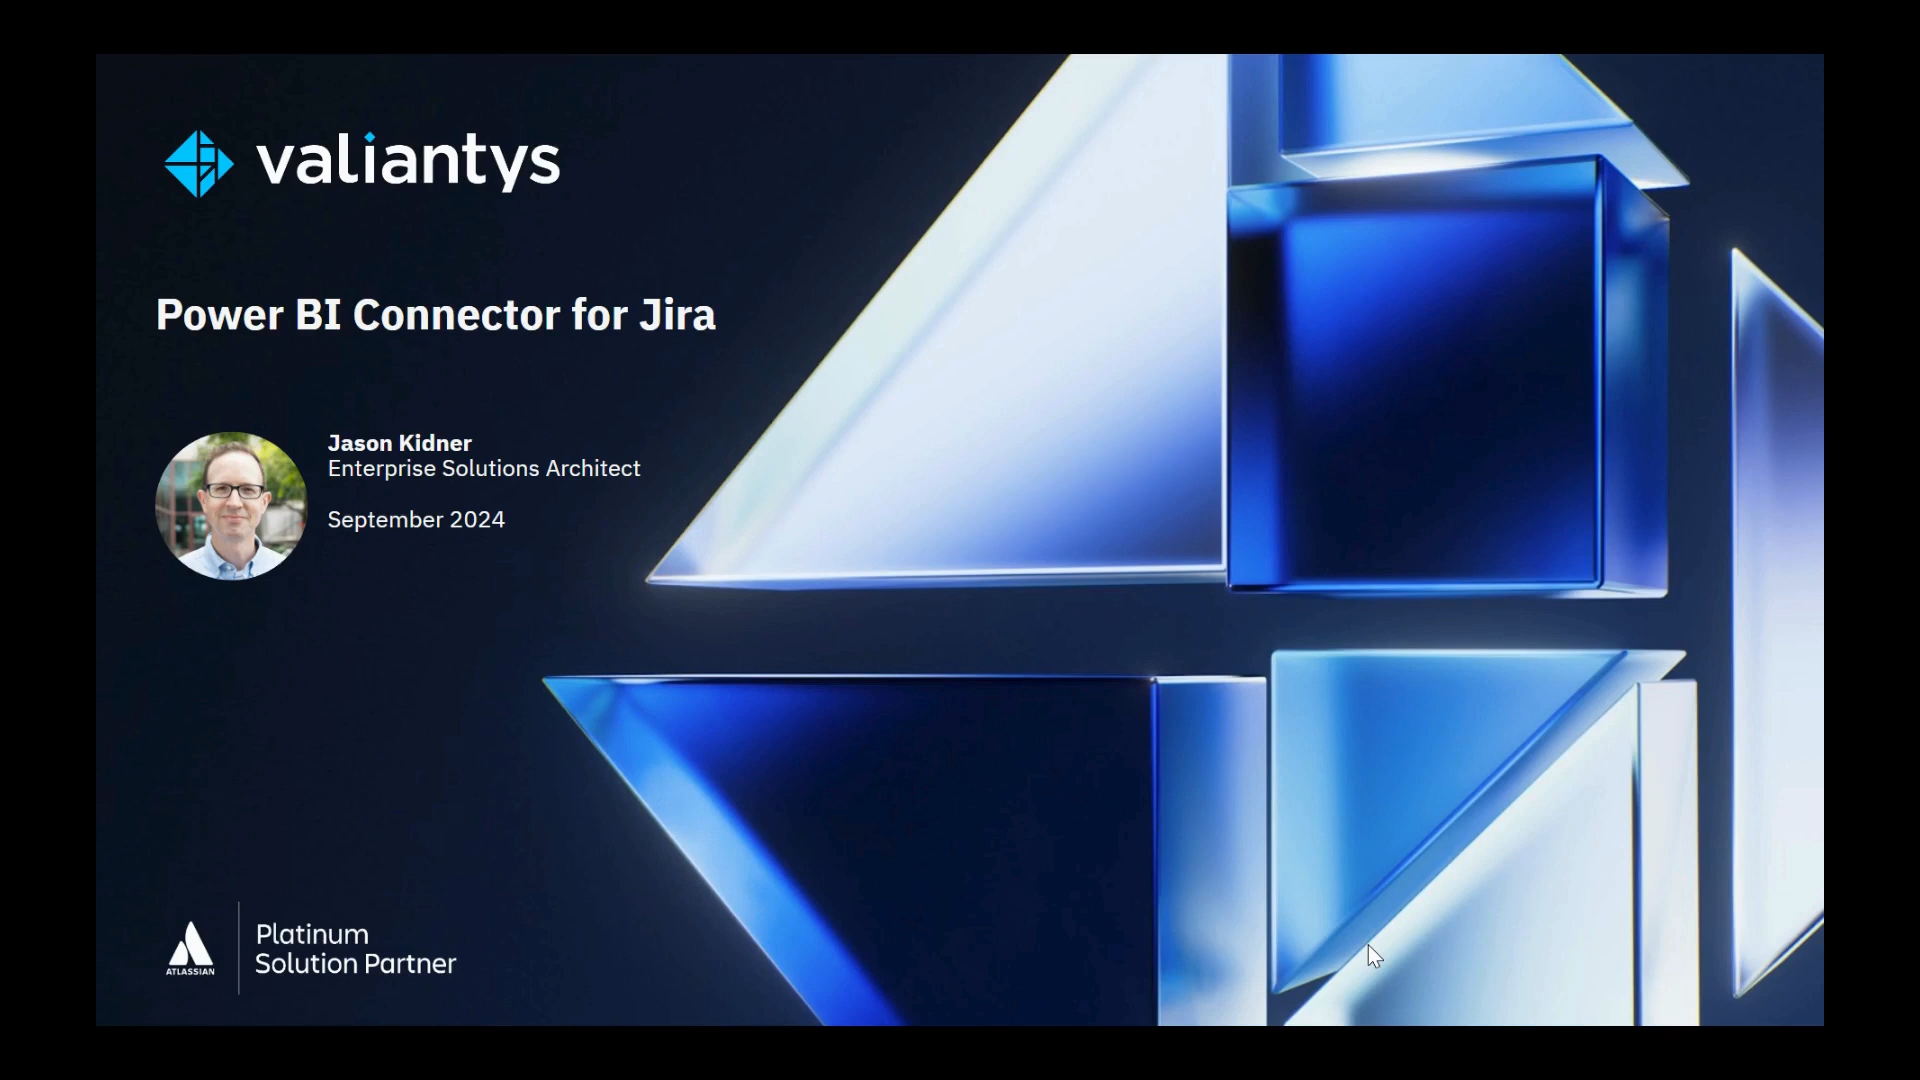 valiantys
Power BI Connector for Jira
Jason Kidner
Enterprise Solutions Architect
September 2024
ATLASSIAN
Platinum
Solution Partner